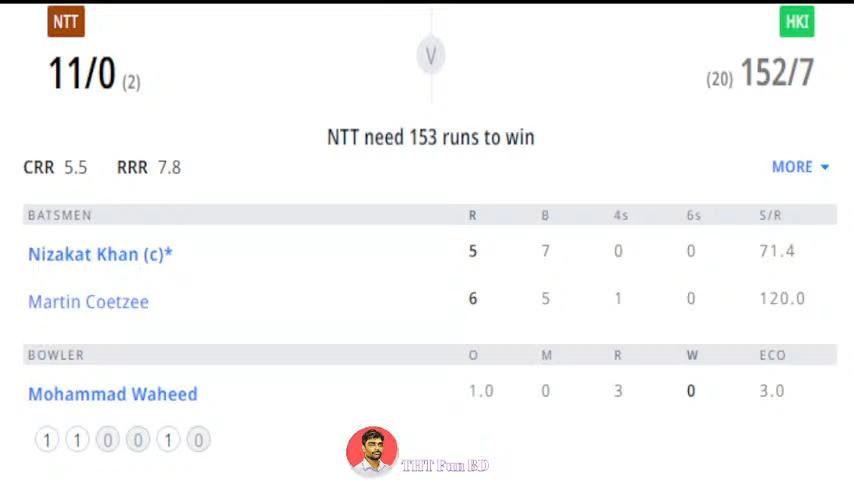 NTT
HKI
11/0 (2)
V
(20) 152/7
NTT need 153 runs to win
CRR 5.5 RRR 7.8
MORE
BATSMEN R B 4s 6s S/R
Nizakat Khan (c)* 5 7 0 0 71.4
Martin Coetzee 6 5 1 0 120.0
BOWLER O M R W ECO
Mohammad Waheed 1.0 0 3 0 3.0
1 1 0 0 1 0
THT Fun BD